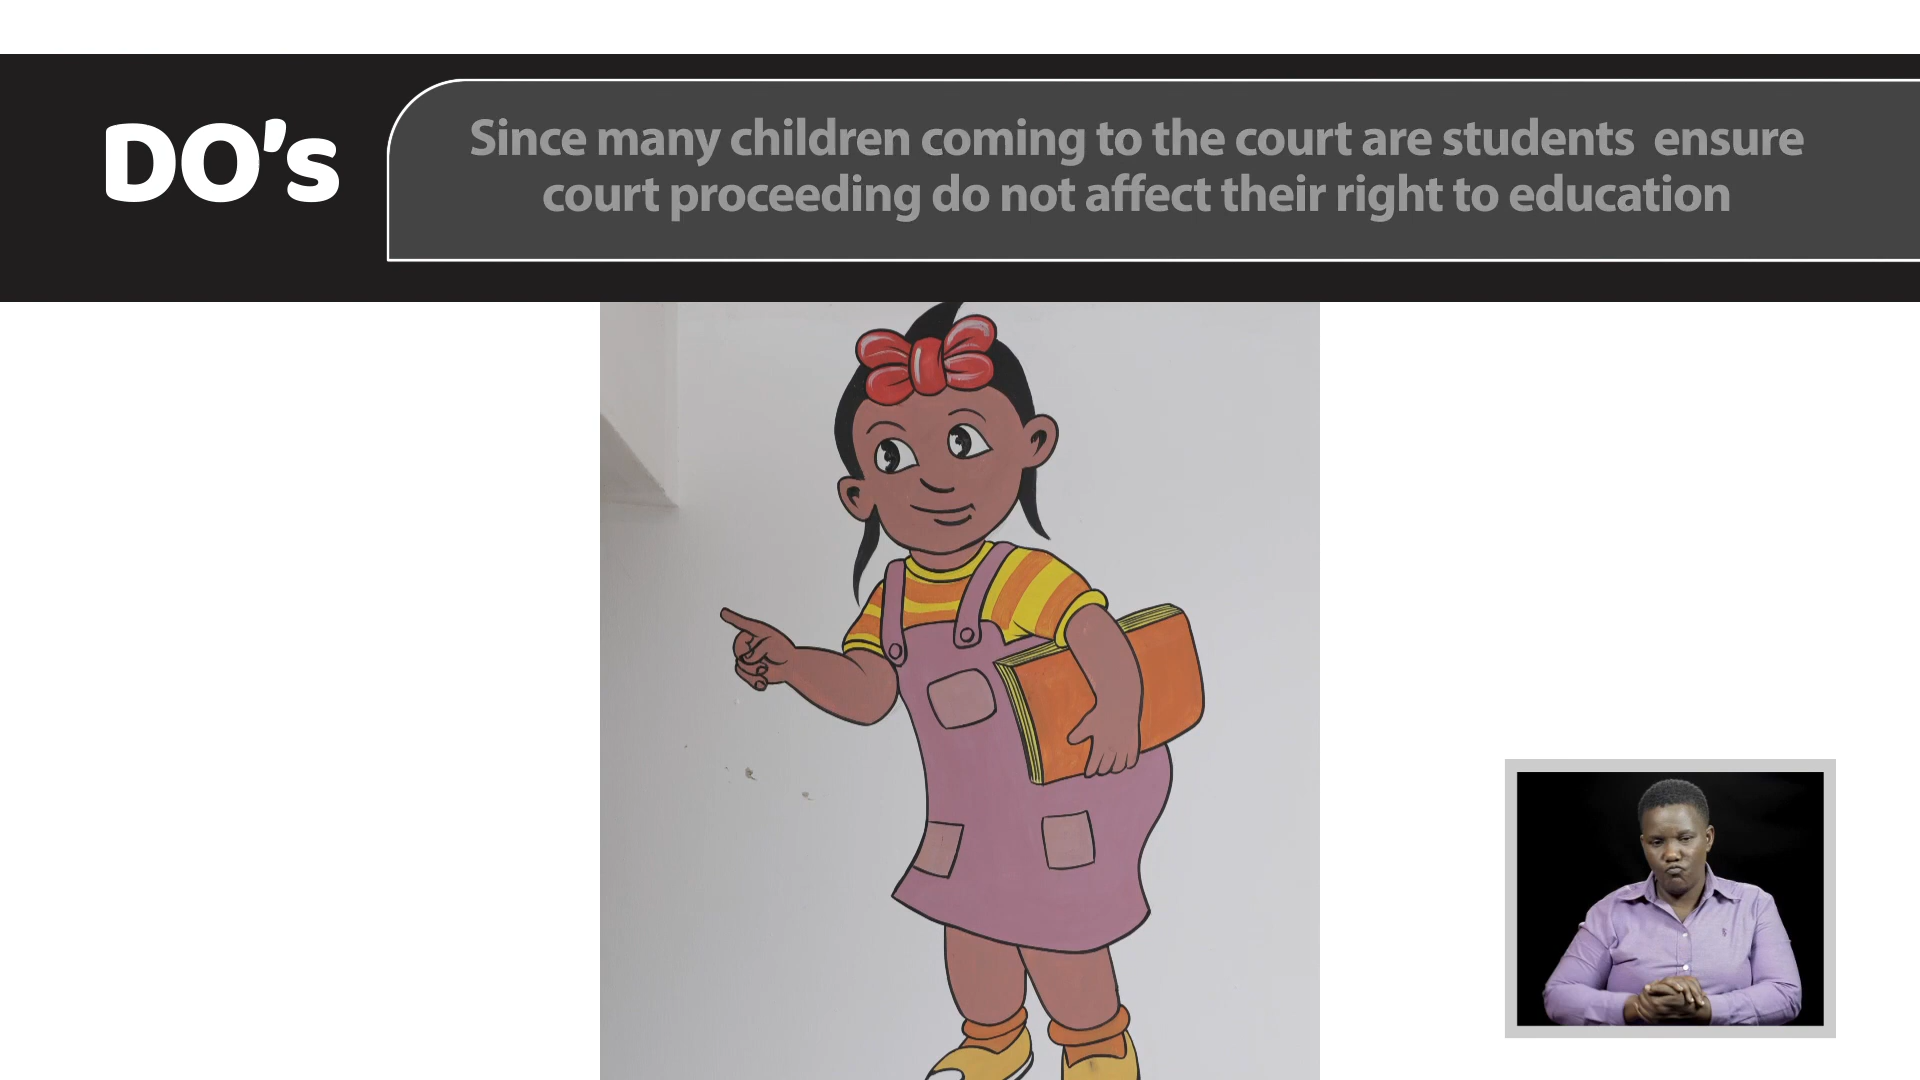 DO's
Since many children coming to the court are students ensure
court proceeding do not affect their right to education